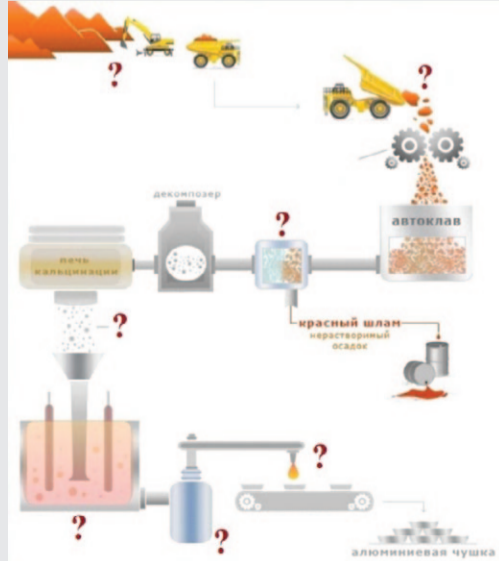 ?
?
декомпозер
?
автоклав
печь
кальцинации
?
красный шлам
нерастворимый
осадок
?
?
?
алюминиевая чушка